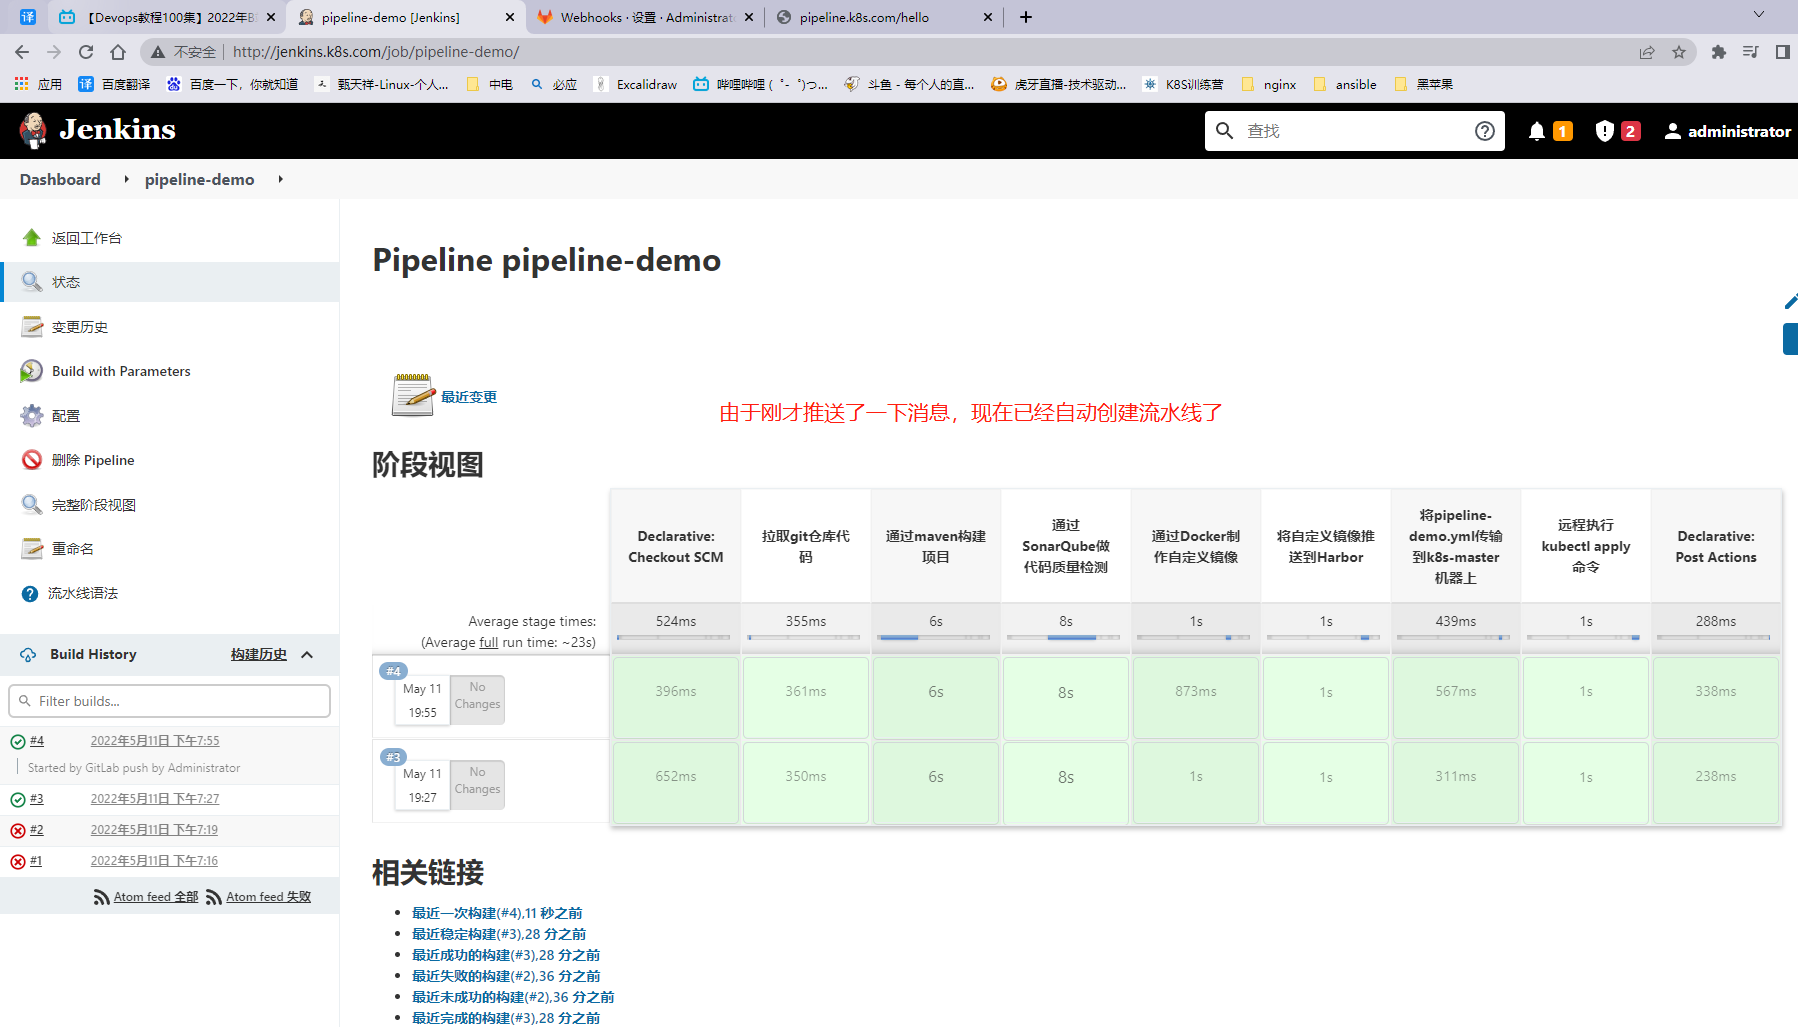 【Devops教程100集】2022年B
pipeline-demo [Jenkins]
Webhooks · 设置 · Administrat
pipeline.k8s.com/hello
不安全
http://jenkins.k8s.com/job/pipeline-demo/
应用
百度翻译
百度一下，你就知道
甄天祥-Linux-个人...
中电
必应
Excalidraw
哔哩哔哩 (゜-゜)つ...
斗鱼 - 每个人的直...
虎牙直播-技术驱动...
K8S训练营
nginx
ansible
黑苹果
Jenkins
查找
1
2
administrator
Dashboard
pipeline-demo
返回工作台
状态
变更历史
Build with Parameters
配置
删除 Pipeline
完整阶段视图
重命名
流水线语法
Build History
构建历史
Filter builds...
#4 2022年5月11日 下午7:55
Started by GitLab push by Administrator
#3 2022年5月11日 下午7:27
#2 2022年5月11日 下午7:19
#1 2022年5月11日 下午7:16
Atom feed 全部
Atom feed 失败
Pipeline pipeline-demo
最近变更
由于刚才推送了一下消息，现在已经自动创建流水线了
阶段视图
Declarative:
Checkout SCM
拉取git仓库代
码
通过maven构建
项目
通过
SonarQube做
代码质量检测
通过Docker制
作自定义镜像
将自定义镜像推
送到Harbor
将pipeline-
demo.yml传输
到k8s-master
机器上
远程执行
kubectl apply
命令
Declarative:
Post Actions
Average stage times:
(Average full run time: ~23s)
524ms 355ms 6s 8s 1s 1s 439ms 1s 288ms
#4
May 11
19:55
No
Changes
396ms 361ms 6s 8s 873ms 1s 567ms 1s 338ms
#3
May 11
19:27
No
Changes
652ms 350ms 6s 8s 1s 1s 311ms 1s 238ms
相关链接
最近一次构建(#4),11 秒之前
最近稳定构建(#3),28 分之前
最近成功的构建(#3),28 分之前
最近失败的构建(#2),36 分之前
最近未成功的构建(#2),36 分之前
最近完成的构建(#3),28 分之前